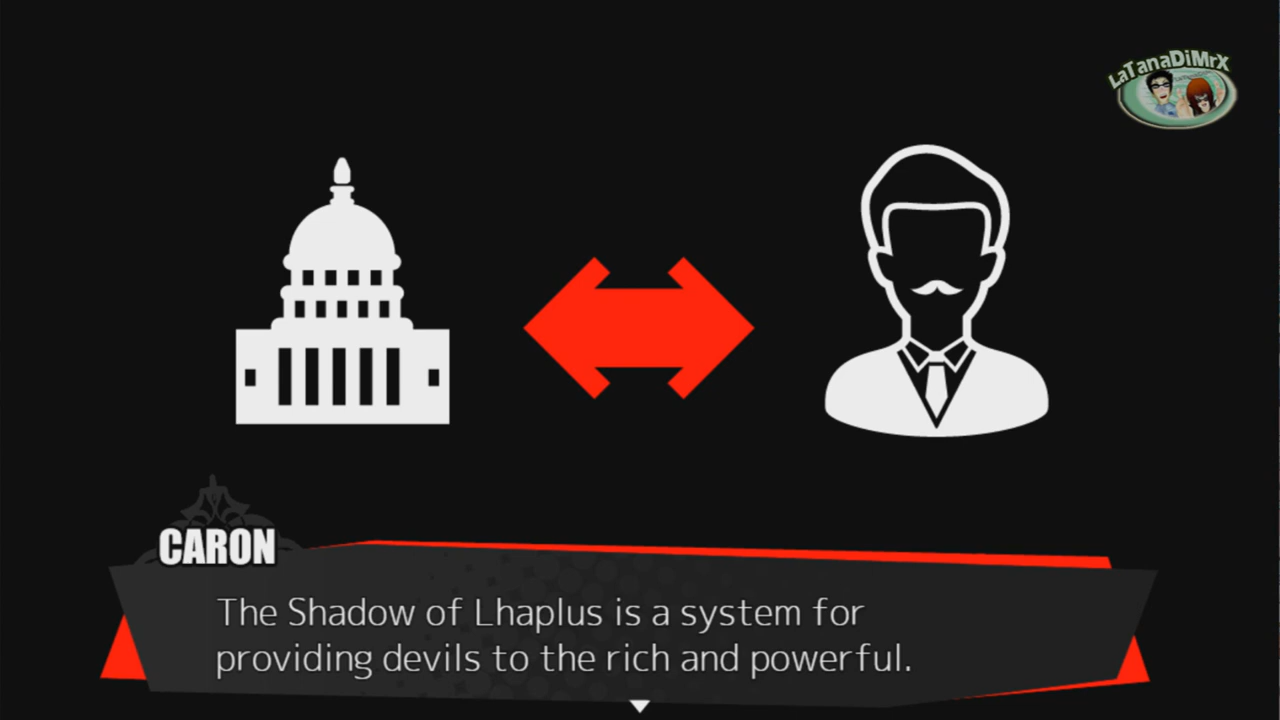 LaTanaDiMrX
CARON
The Shadow of Lhaplus is a system for
providing devils to the rich and powerful.